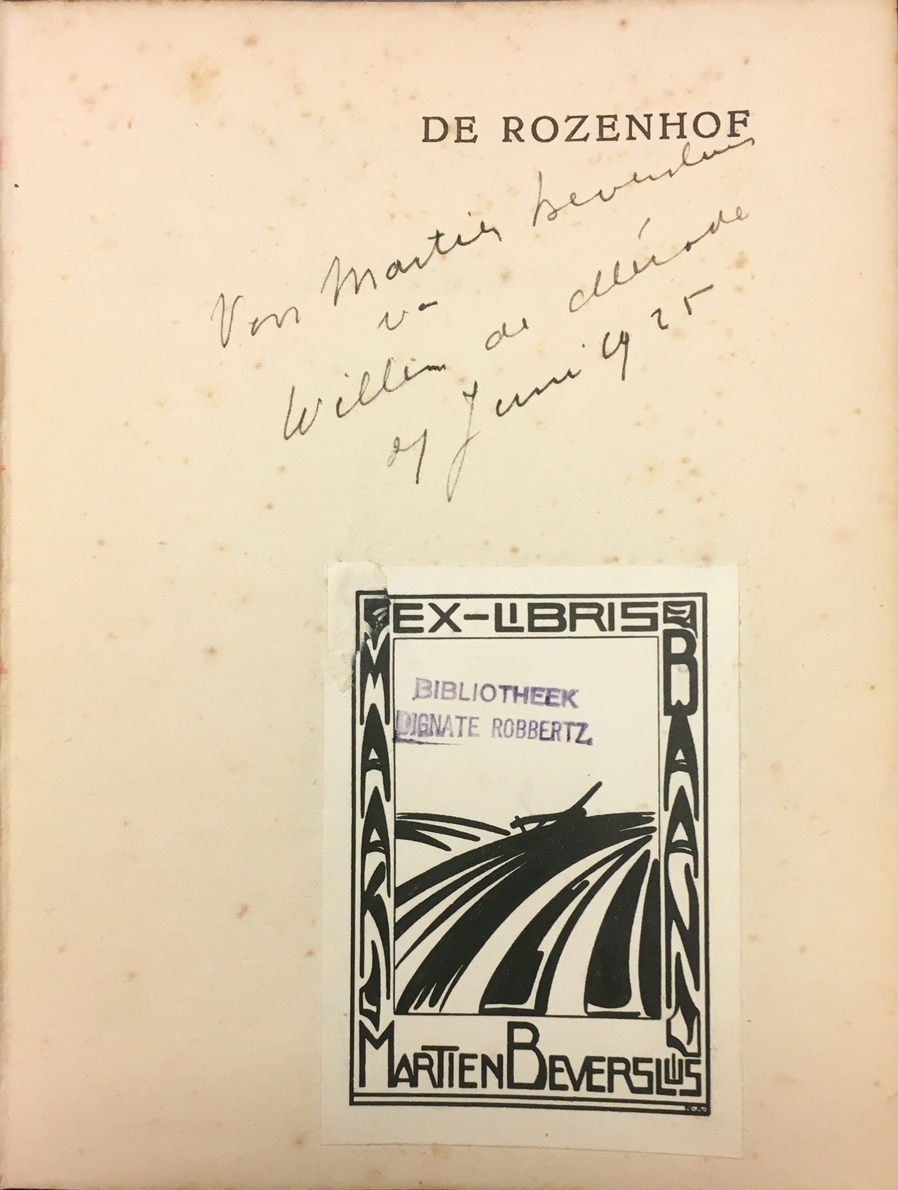 DE ROZENHOF
Voor Martien Beversluis
v
Willem de Mérode
Juni 1925
EX-LIBRIS
MAAK
BAAN
BIBLIOTHEEK
DIGNATE ROBBERTZ.
MARTIEN BEVERSLUIS